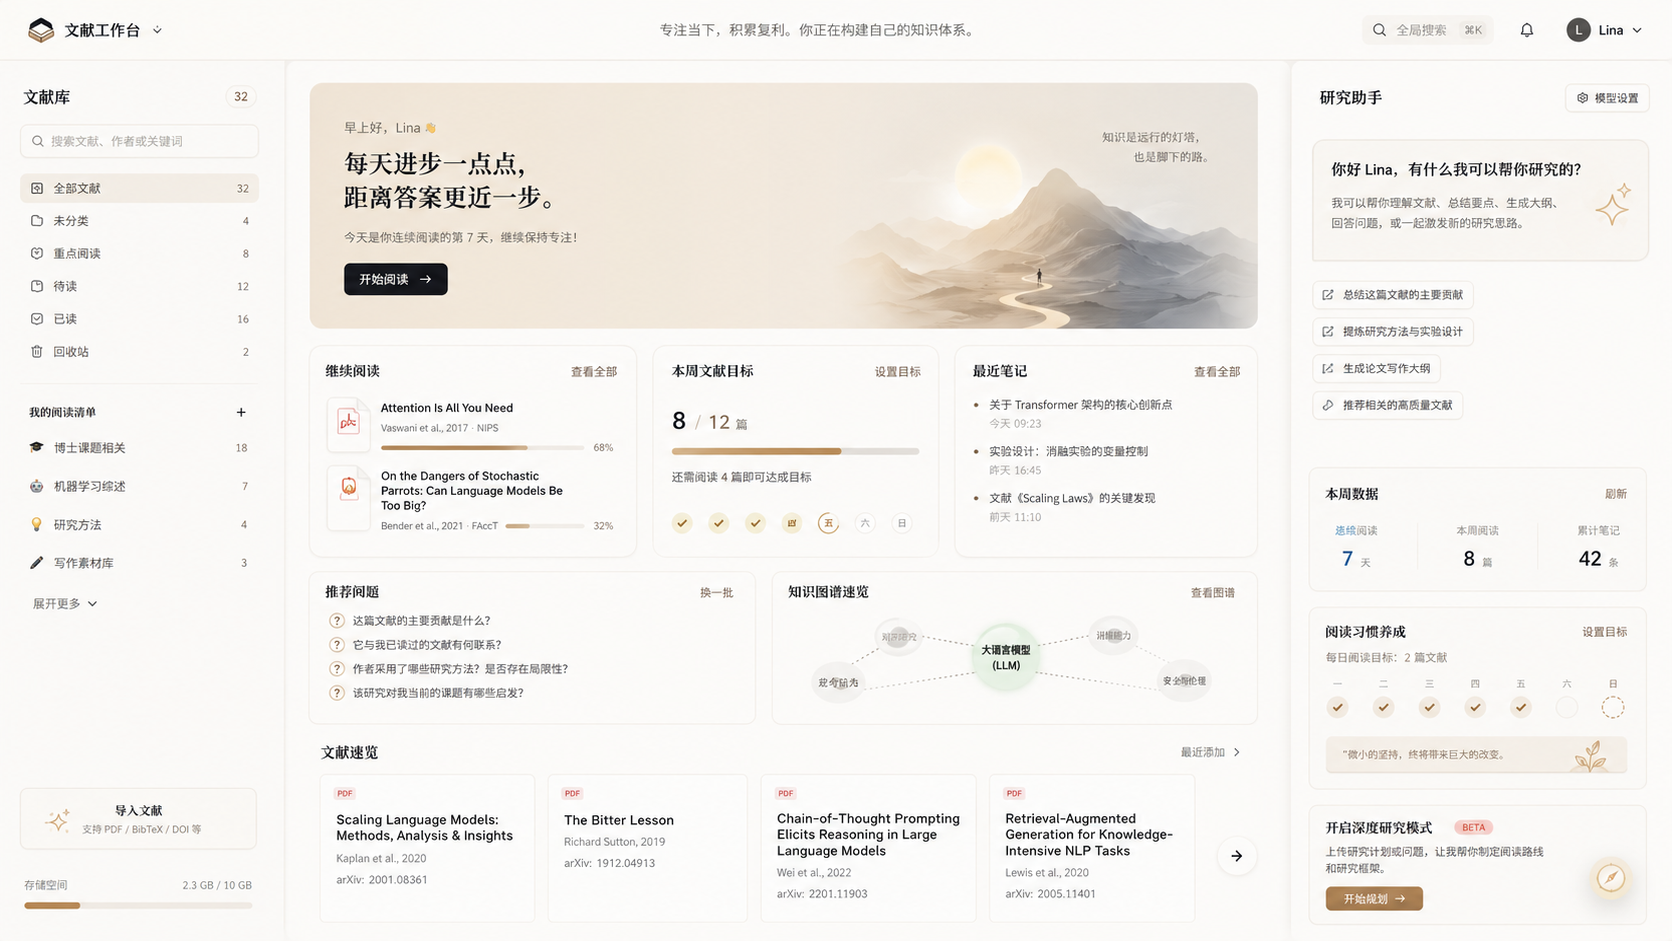 文献工作台
专注当下，积累复利。你正在构建自己的知识体系。
全局搜索 ⌘K
L Lina
文献库 32
搜索文献、作者或关键词
全部文献 32
未分类 4
重点阅读 8
待读 12
已读 16
回收站 2
我的阅读清单 +
博士课题相关 18
机器学习综述 7
研究方法 4
写作素材库 3
展开更多
导入文献
支持 PDF / BibTeX / DOI 等
存储空间 2.3 GB / 10 GB
早上好，Lina 👋
每天进步一点点，
距离答案更近一步。
今天是你连续阅读的第 7 天，继续保持专注！
开始阅读 →
知识是远行的灯塔，
也是脚下的路。
继续阅读 查看全部
Attention Is All You Need
Vaswani et al., 2017 · NIPS
68%
On the Dangers of Stochastic
Parrots: Can Language Models Be
Too Big?
Bender et al., 2021 · FAccT 32%
本周文献目标 设置目标
8 / 12 篇
还需阅读 4 篇即可达成目标
四 五 六 日
最近笔记 查看全部
关于 Transformer 架构的核心创新点
今天 09:23
实验设计：消融实验的变量控制
昨天 16:45
文献《Scaling Laws》的关键发现
前天 11:10
推荐问题 换一批
? 这篇文献的主要贡献是什么？
? 它与我已读过的文献有何联系？
? 作者采用了哪些研究方法？是否存在局限性？
? 该研究对我当前的课题有哪些启发？
知识图谱速览 查看图谱
(LLM)
文献速览 最近添加
PDF
Scaling Language Models:
Methods, Analysis & Insights
Kaplan et al., 2020
arXiv: 2001.08361
PDF
The Bitter Lesson
Richard Sutton, 2019
arXiv: 1912.04913
PDF
Chain-of-Thought Prompting
Elicits Reasoning in Large
Language Models
Wei et al., 2022
arXiv: 2201.11903
PDF
Retrieval-Augmented
Generation for Knowledge-
Intensive NLP Tasks
Lewis et al., 2020
arXiv: 2005.11401
研究助手 模型设置
你好 Lina，有什么我可以帮你研究的？
我可以帮你理解文献、总结要点、生成大纲、
回答问题，或一起激发新的研究思路。
总结这篇文献的主要贡献
提炼研究方法与实验设计
生成论文写作大纲
推荐相关的高质量文献
本周数据 刷新
阅读 本周阅读 累计笔记
7 天 8 篇 42 条
阅读习惯养成 设置目标
每日阅读目标：2 篇文献
一 二 三 四 五 六 日
"微小的坚持，终将带来巨大的改变。
开启深度研究模式 BETA
上传研究计划或问题，让我帮你制定阅读路线
和研究框架。
开始规划 →